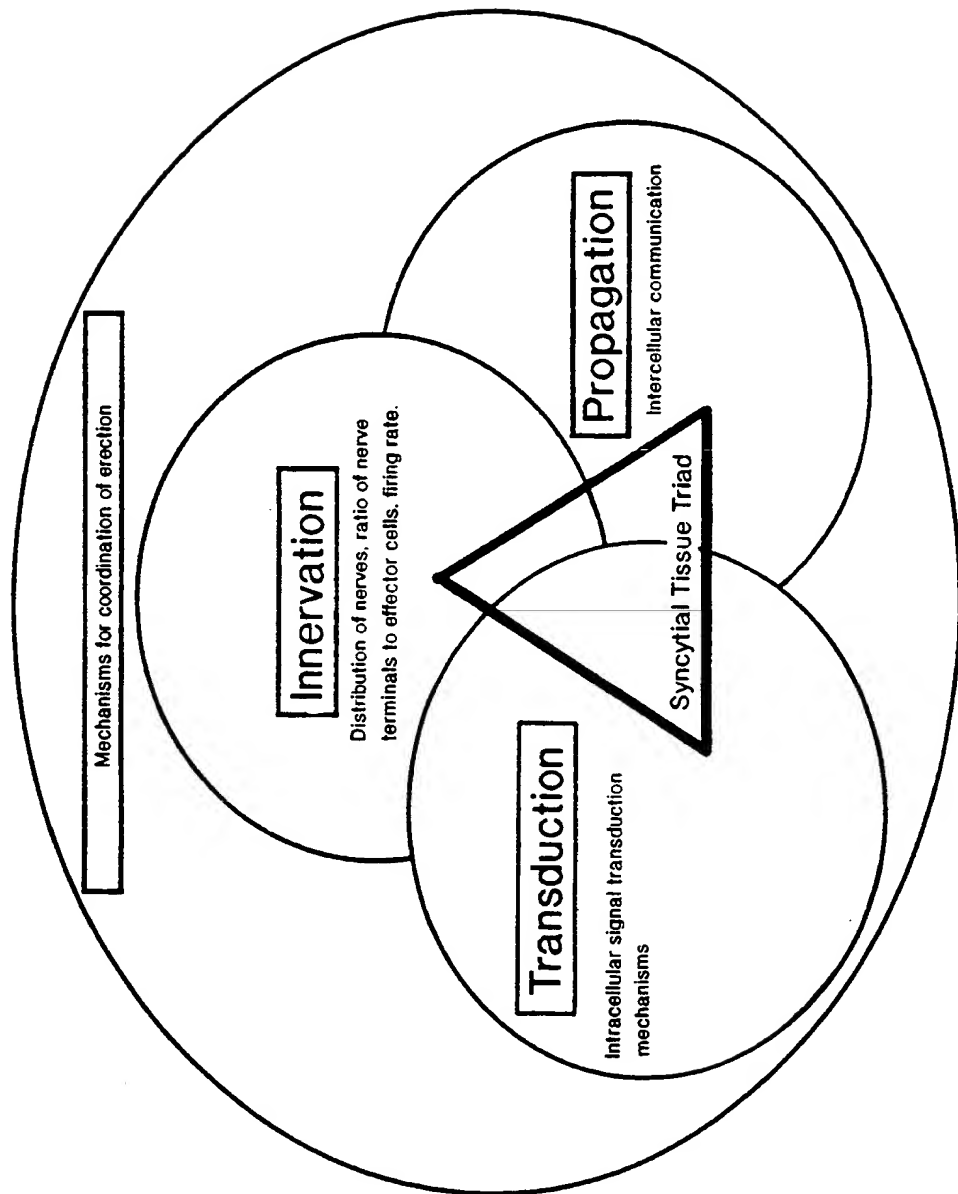 Mechanisms for coordination of erection
Innervation
Distribution of nerves, ratio of nerve
terminals to effector cells, firing rate.
Transduction
Intracellular signal transduction
mechanisms
Propagation
Intercellular communication
Syncytial Tissue Triad